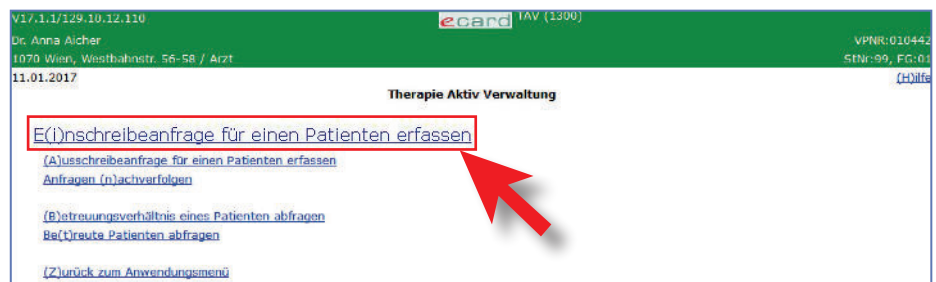 V17.1.1/129.10.12.110 ecard TAV (1300)
Dr. Anna Aicher VPNR:010442
1070 Wien, Westbahnstr. 56-58 / Arzt StNr:99, FG:01
11.01.2017 (H)ilfe
Therapie Aktiv Verwaltung
E(i)nschreibeanfrage für einen Patienten erfassen
(A)usschreibeanfrage für einen Patienten erfassen
Anfragen (n)achverfolgen
(B)etreuungsverhältnis eines Patienten abfragen
Be(t)reute Patienten abfragen
(Z)urück zum Anwendungsmenü